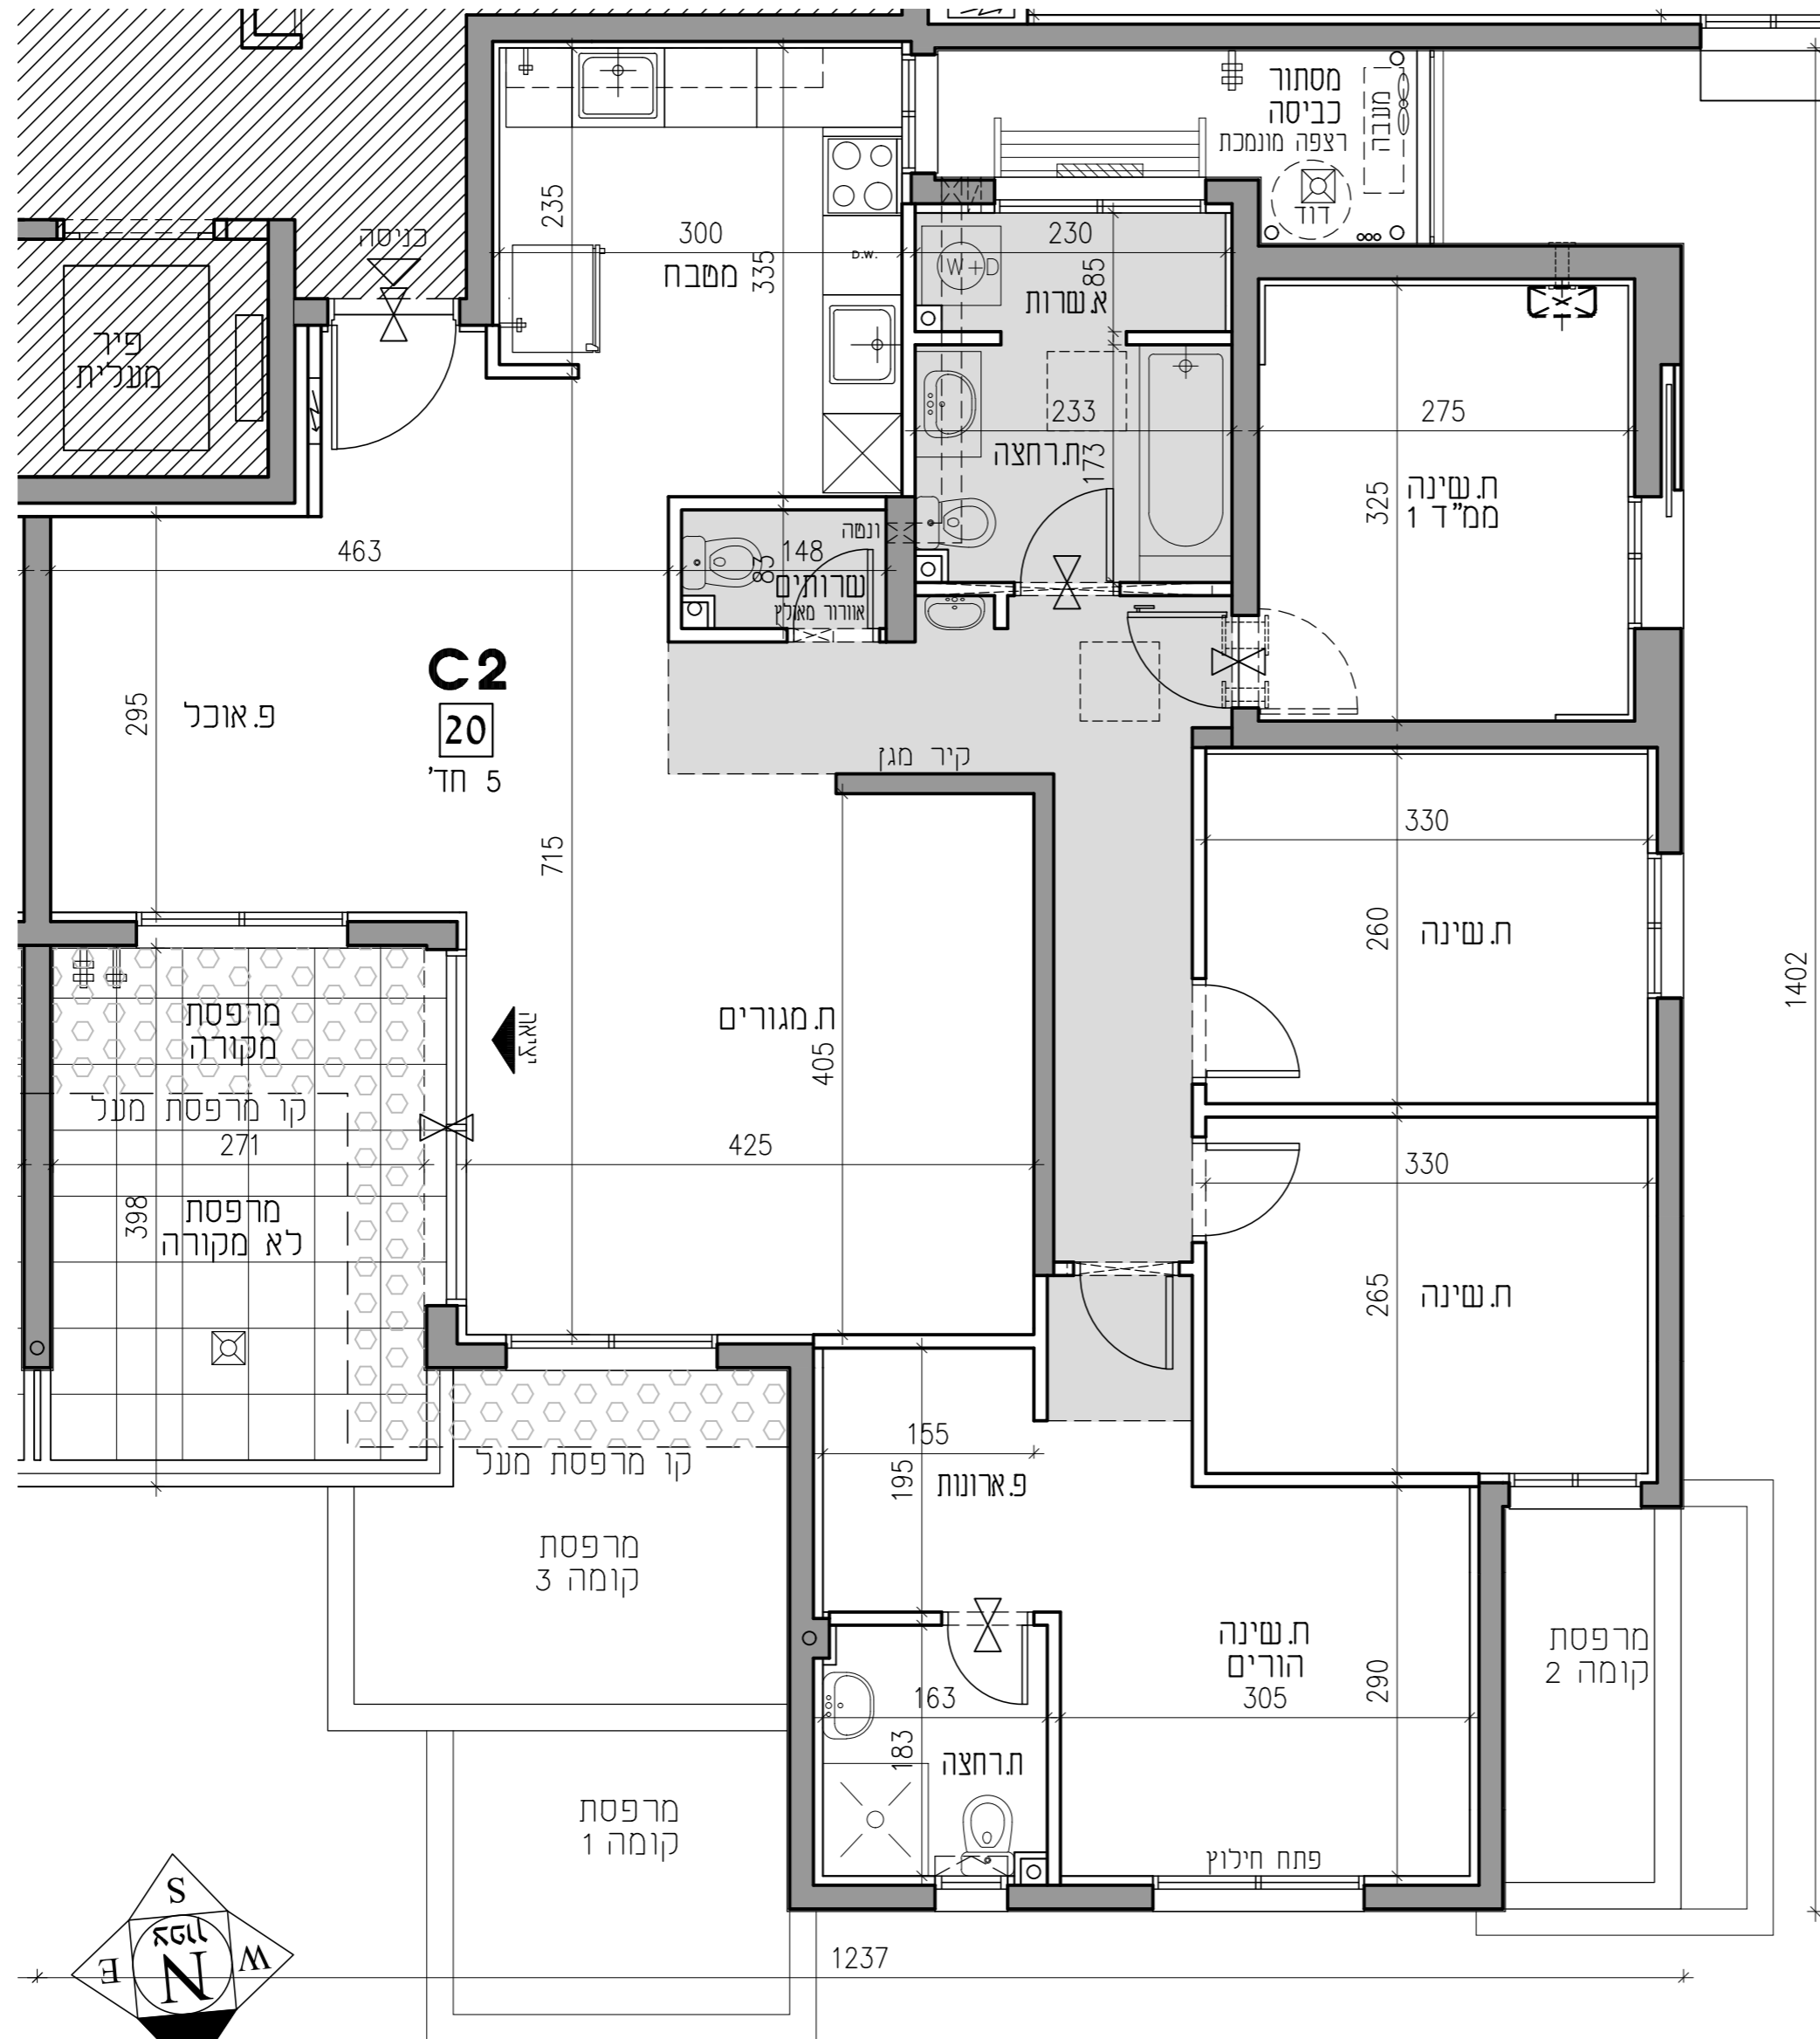 מסתור
כביסה
רצפה מונמכת
מעבה
דוד
כניסה
235
300
מטבח
335
D.W.
230
W+D
85
א.שרות
פיר
מעלית
233
ח.רחצה
173
275
ח.שינה
ממ"ד 1
325
463
ונטה
148
83
שרותים
אוורור מאולץ
C2
20
5 חד'
295
פ.אוכל
קיר מגן
715
330
260
ח.שינה
1402
מרפסת
מקורה
יציאה
ח.מגורים
405
קו מרפסת מעל
271
425
330
398
מרפסת
לא מקורה
265
ח.שינה
קו מרפסת מעל
155
195
פ.ארונות
מרפסת
קומה 3
ח.שינה
הורים
305
290
מרפסת
קומה 2
163
183
ח.רחצה
מרפסת
קומה 1
פתח חילוץ
S
E
צפון
N
W
1237